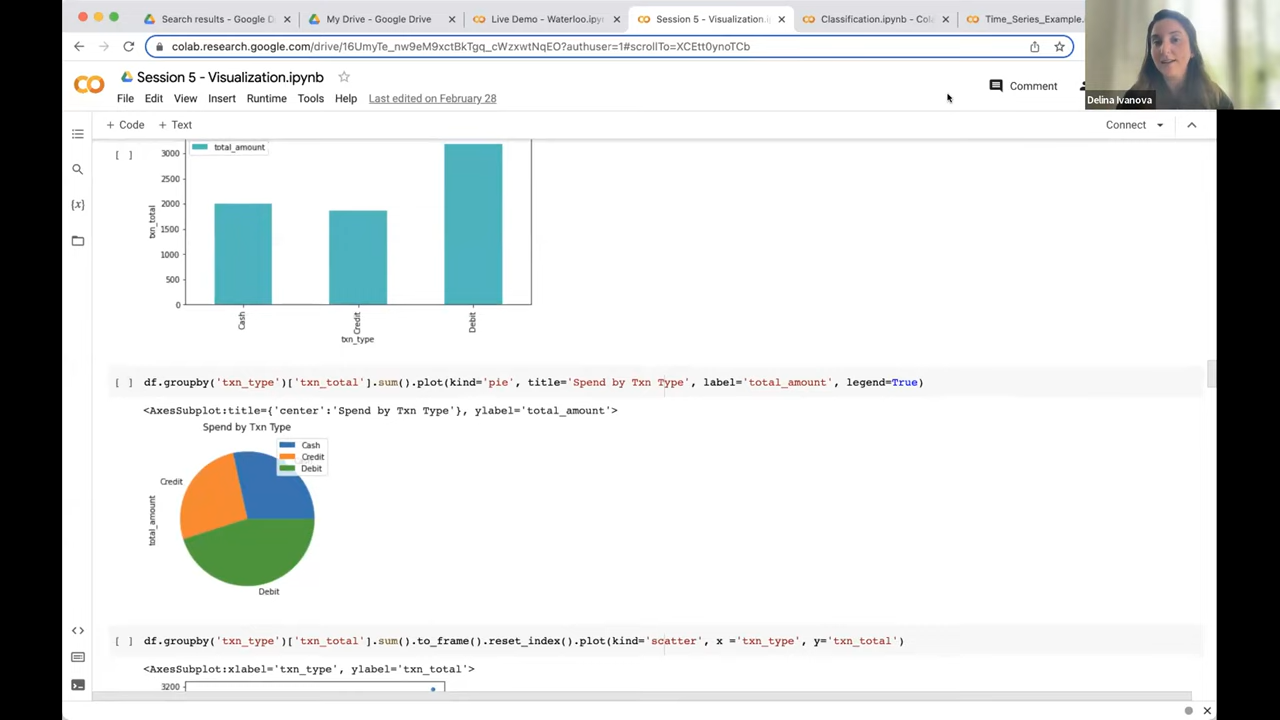 Search results - Google D
My Drive - Google Drive
Live Demo - Waterloo.ipyn
Session 5 - Visualization.i
Classification.ipynb - Col
Time_Series_Example.
colab.research.google.com/drive/16UmyTe_nw9eM9xctBkTgq_cWzxwtNqEO?authuser=1#scrollTo=XCEtt0ynoTCb
Delina Ivanova
Session 5 - Visualization.ipynb
File Edit View Insert Runtime Tools Help Last edited on February 28
Comment
+ Code + Text
Connect
[ ]
total_amount
3000
2500
2000
1500
1000
500
0
txn_total
Cash
Credit
Debit
txn_type
[ ] df.groupby('txn_type')['txn_total'].sum().plot(kind='pie', title='Spend by Txn Type', label='total_amount', legend=True)
<AxesSubplot:title={'center':'Spend by Txn Type'}, ylabel='total_amount'>
Spend by Txn Type
Cash
Credit
Debit
Credit
total_amount
Debit
[ ] df.groupby('txn_type')['txn_total'].sum().to_frame().reset_index().plot(kind='scatter', x ='txn_type', y='txn_total')
<AxesSubplot:xlabel='txn_type', ylabel='txn_total'>
3200